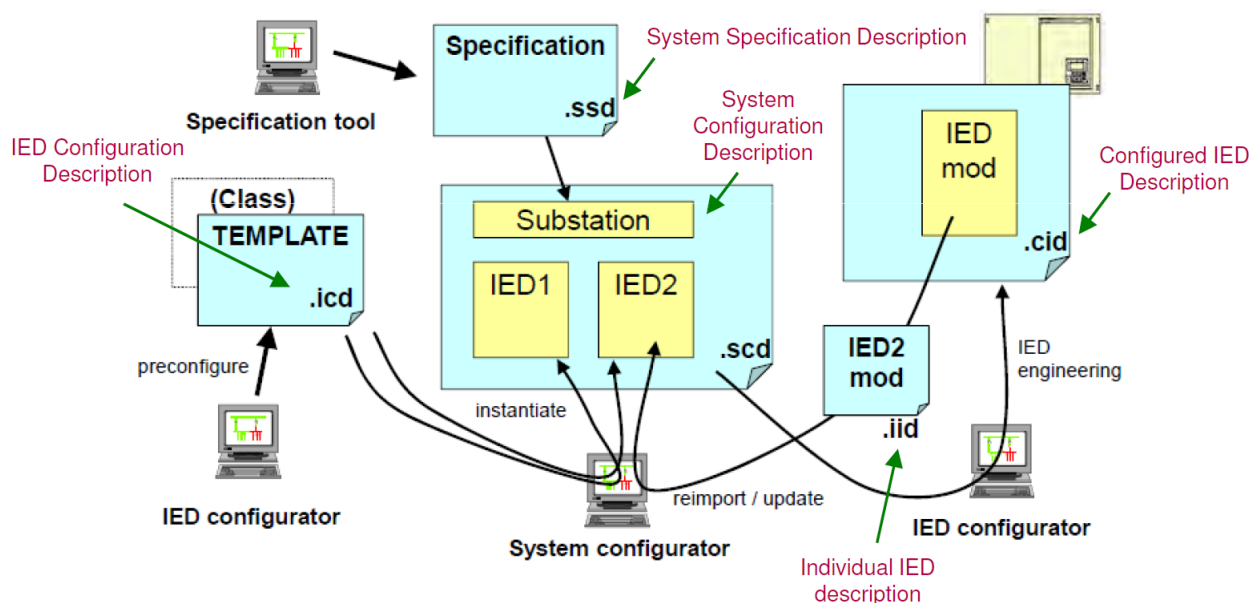 Specification
.ssd
System Specification Description
Specification tool
IED Configuration
Description
(Class)
TEMPLATE
.icd
preconfigure
IED configurator
System
Configuration
Description
Substation
IED1
IED2
.scd
instantiate
System configurator
reimport / update
IED
mod
.cid
Configured IED
Description
IED2
mod
.iid
IED
engineering
IED configurator
Individual IED
description